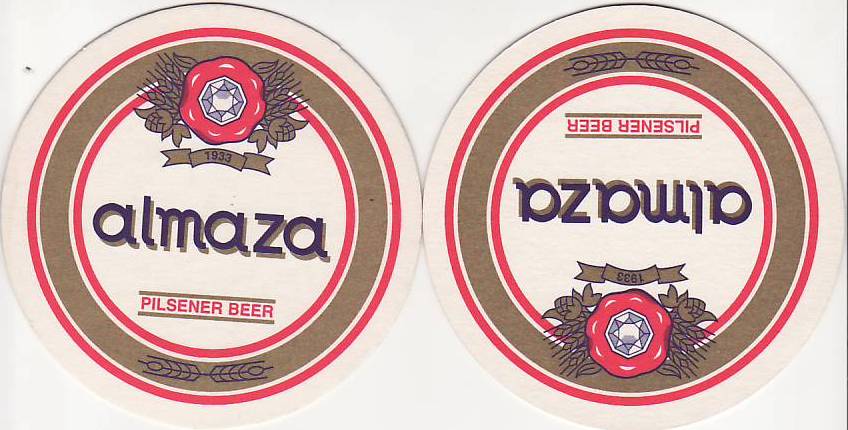 1933
almaza
PILSENER BEER
PILSENER BEER
almaza
1933